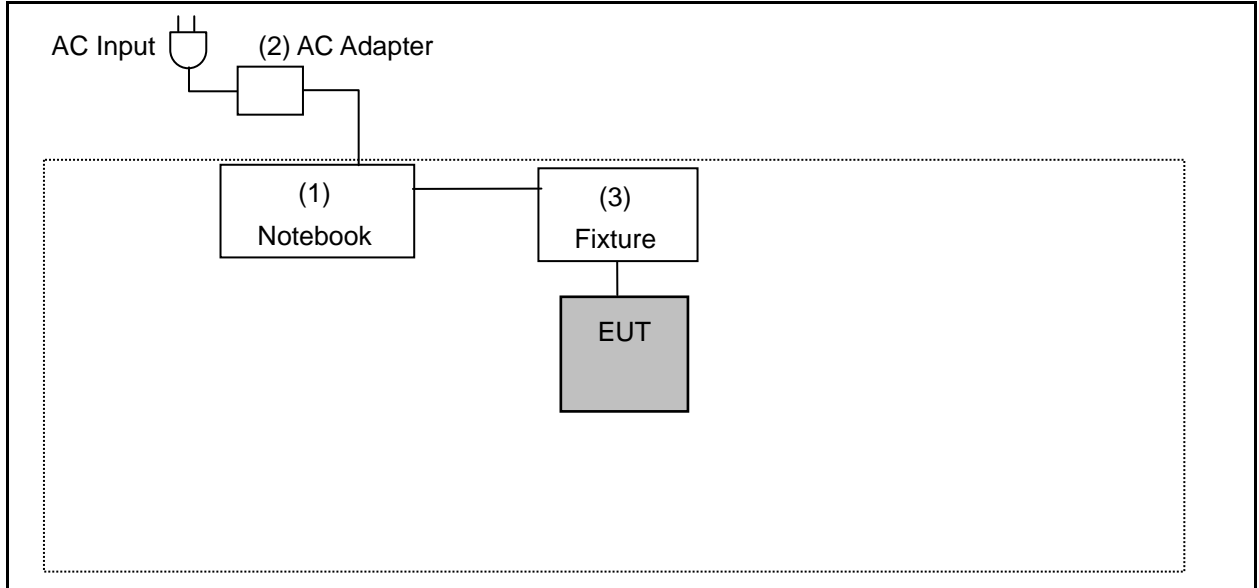 AC Input
(2) AC Adapter
(1)
Notebook
(3)
Fixture
EUT